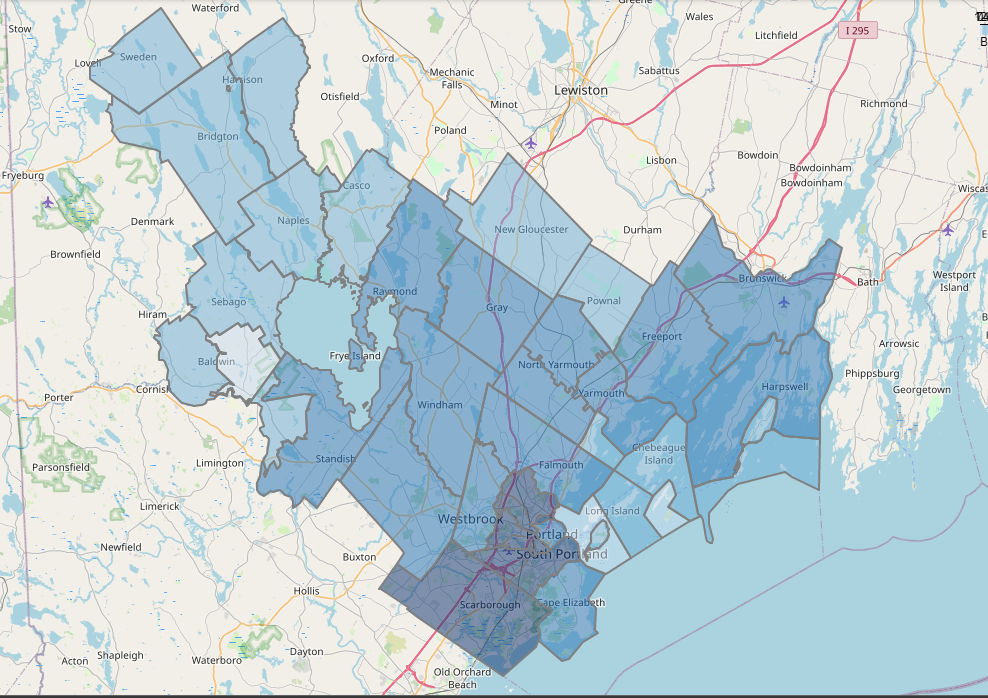 Waterford
Greene
Wales
Stow
Litchfield
I 295
B
Lovell
Sweden
Oxford
Mechanic
Falls
Sabattus
Harrison
Otisfield
Lewiston
Minot
Richmond
Poland
Bridgton
Lisbon
Bowdoin
Bowdoinham
Bowdoinham
Fryeburg
Casco
Wiscas
Denmark
Naples
New Gloucester
Durham
Brownfield
Brunswick
Bath
Westport
Island
Raymond
Sebago
Pownal
Hiram
Gray
Freeport
Arrowsic
Frye Island
Baldwin
North Yarmouth
Phippsburg
Cornish
Harpswell
Georgetown
Porter
Yarmouth
Windham
Chebeague
Island
Limington
Standish
Falmouth
Parsonsfield
Limerick
Long Island
Westbrook
Portland
Newfield
Buxton
South Portland
Hollis
Scarborough
Cape Elizabeth
Dayton
Shapleigh
Acton
Waterboro
Old Orchard
Beach